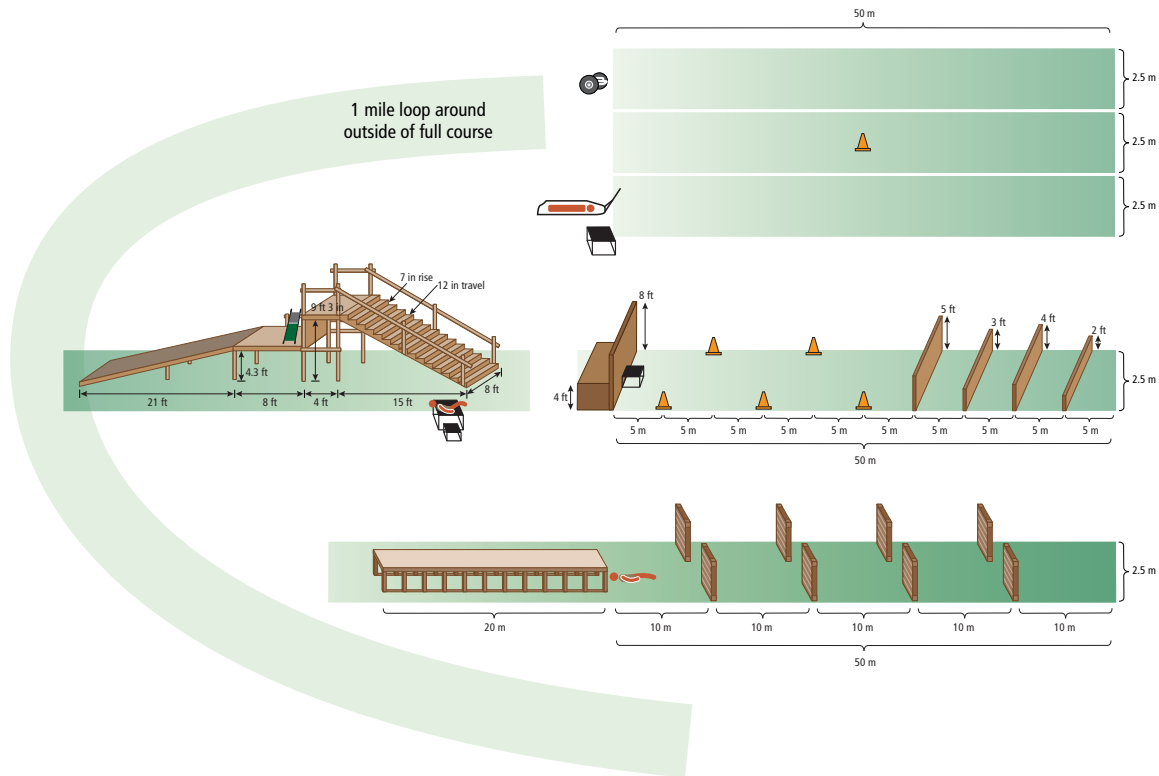 50 m
2.5 m
1 mile loop around
outside of full course
2.5 m
2.5 m
7 in rise
12 in travel
9 ft 3 in
4.3 ft
21 ft
8 ft
4 ft
15 ft
8 ft
8 ft
5 ft
3 ft
4 ft
2 ft
4 ft
2.5 m
5 m
5 m
5 m
5 m
5 m
5 m
5 m
5 m
5 m
5 m
50 m
2.5 m
20 m
10 m
10 m
10 m
10 m
10 m
50 m